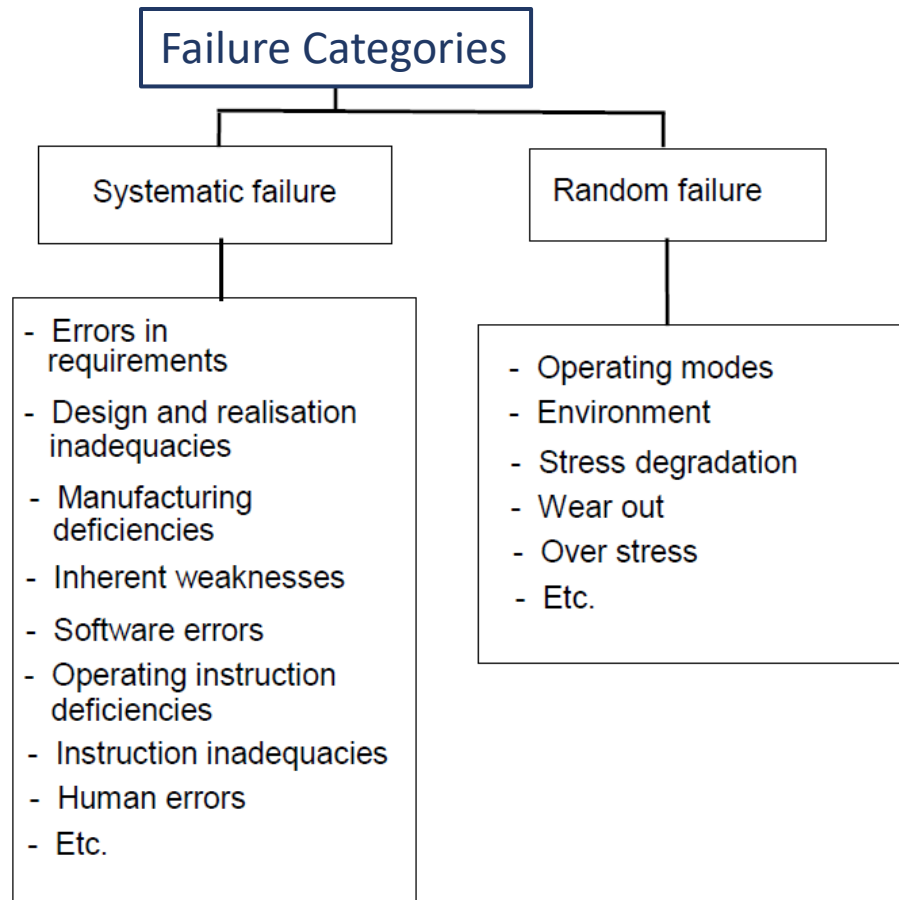 Failure Categories
Systematic failure
Random failure
- Errors in
requirements
- Design and realisation
inadequacies
- Manufacturing
deficiencies
- Inherent weaknesses
- Software errors
- Operating instruction
deficiencies
- Instruction inadequacies
- Human errors
- Etc.
- Operating modes
- Environment
- Stress degradation
- Wear out
- Over stress
- Etc.